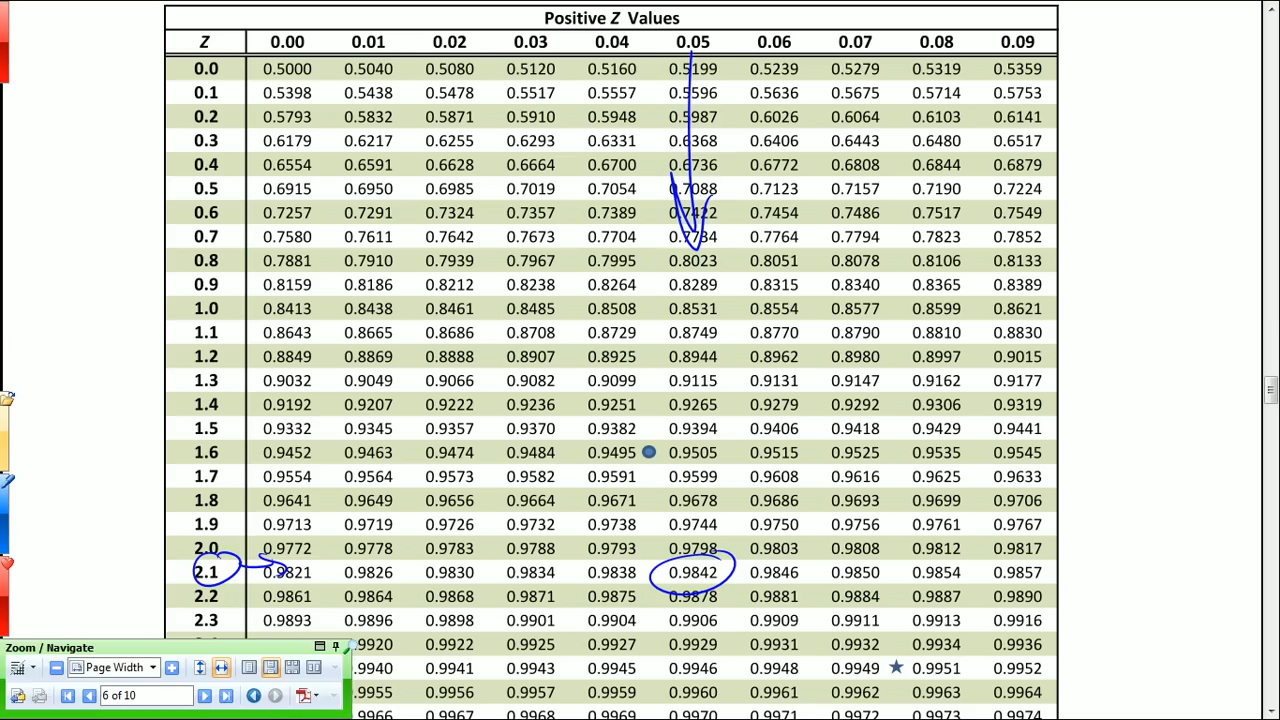 Positive Z Values
Z 0.00 0.01 0.02 0.03 0.04 0.05 0.06 0.07 0.08 0.09
0.0 0.5000 0.5040 0.5080 0.5120 0.5160 0.5199 0.5239 0.5279 0.5319 0.5359
0.1 0.5398 0.5438 0.5478 0.5517 0.5557 0.5596 0.5636 0.5675 0.5714 0.5753
0.2 0.5793 0.5832 0.5871 0.5910 0.5948 0.5987 0.6026 0.6064 0.6103 0.6141
0.3 0.6179 0.6217 0.6255 0.6293 0.6331 0.6368 0.6406 0.6443 0.6480 0.6517
0.4 0.6554 0.6591 0.6628 0.6664 0.6700 0.6736 0.6772 0.6808 0.6844 0.6879
0.5 0.6915 0.6950 0.6985 0.7019 0.7054 0.7088 0.7123 0.7157 0.7190 0.7224
0.6 0.7257 0.7291 0.7324 0.7357 0.7389 0.7422 0.7454 0.7486 0.7517 0.7549
0.7 0.7580 0.7611 0.7642 0.7673 0.7704 0.7734 0.7764 0.7794 0.7823 0.7852
0.8 0.7881 0.7910 0.7939 0.7967 0.7995 0.8023 0.8051 0.8078 0.8106 0.8133
0.9 0.8159 0.8186 0.8212 0.8238 0.8264 0.8289 0.8315 0.8340 0.8365 0.8389
1.0 0.8413 0.8438 0.8461 0.8485 0.8508 0.8531 0.8554 0.8577 0.8599 0.8621
1.1 0.8643 0.8665 0.8686 0.8708 0.8729 0.8749 0.8770 0.8790 0.8810 0.8830
1.2 0.8849 0.8869 0.8888 0.8907 0.8925 0.8944 0.8962 0.8980 0.8997 0.9015
1.3 0.9032 0.9049 0.9066 0.9082 0.9099 0.9115 0.9131 0.9147 0.9162 0.9177
1.4 0.9192 0.9207 0.9222 0.9236 0.9251 0.9265 0.9279 0.9292 0.9306 0.9319
1.5 0.9332 0.9345 0.9357 0.9370 0.9382 0.9394 0.9406 0.9418 0.9429 0.9441
1.6 0.9452 0.9463 0.9474 0.9484 0.9495 0.9505 0.9515 0.9525 0.9535 0.9545
1.7 0.9554 0.9564 0.9573 0.9582 0.9591 0.9599 0.9608 0.9616 0.9625 0.9633
1.8 0.9641 0.9649 0.9656 0.9664 0.9671 0.9678 0.9686 0.9693 0.9699 0.9706
1.9 0.9713 0.9719 0.9726 0.9732 0.9738 0.9744 0.9750 0.9756 0.9761 0.9767
2.0 0.9772 0.9778 0.9783 0.9788 0.9793 0.9798 0.9803 0.9808 0.9812 0.9817
2.1 0.9821 0.9826 0.9830 0.9834 0.9838 0.9842 0.9846 0.9850 0.9854 0.9857
2.2 0.9861 0.9864 0.9868 0.9871 0.9875 0.9878 0.9881 0.9884 0.9887 0.9890
2.3 0.9893 0.9896 0.9898 0.9901 0.9904 0.9906 0.9909 0.9911 0.9913 0.9916
.9920 0.9922 0.9925 0.9927 0.9929 0.9931 0.9932 0.9934 0.9936
.9940 0.9941 0.9943 0.9945 0.9946 0.9948 0.9949 0.9951 0.9952
.9955 0.9956 0.9957 0.9959 0.9960 0.9961 0.9962 0.9963 0.9964
.9966 0.9967 0.9968 0.9969 0.9970 0.9971 0.9972 0.9973 0.9974
Zoom / Navigate
Page Width
6 of 10